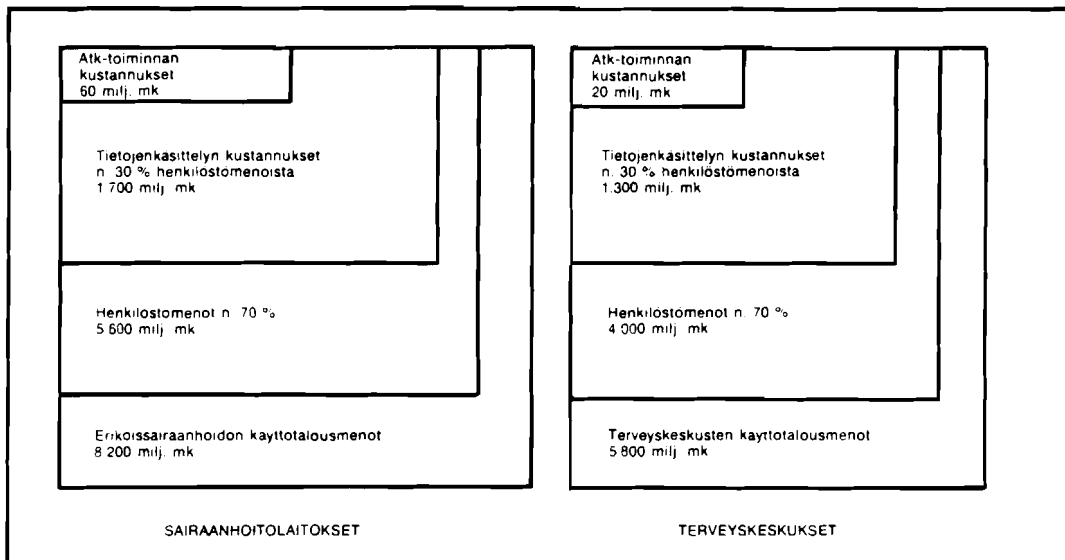 Atk-toiminnan
kustannukset
60 milj. mk
Tietojenkäsittelyn kustannukset
n. 30 % henkilöstömenoista
1 700 milj. mk
Henkilöstömenot n. 70 %
5 600 milj. mk
Erikoissairaanhoidon käyttötalousmenot
8 200 milj. mk
SAIRAANHOITOLAITOKSET
Atk-toiminnan
kustannukset
20 milj. mk
Tietojenkäsittelyn kustannukset
n. 30 % henkilöstömenoista
1.300 milj. mk
Henkilöstömenot n. 70 %
4 000 milj. mk
Terveyskeskusten käyttotalousmenot
5 800 milj. mk
TERVEYSKESKUKSET